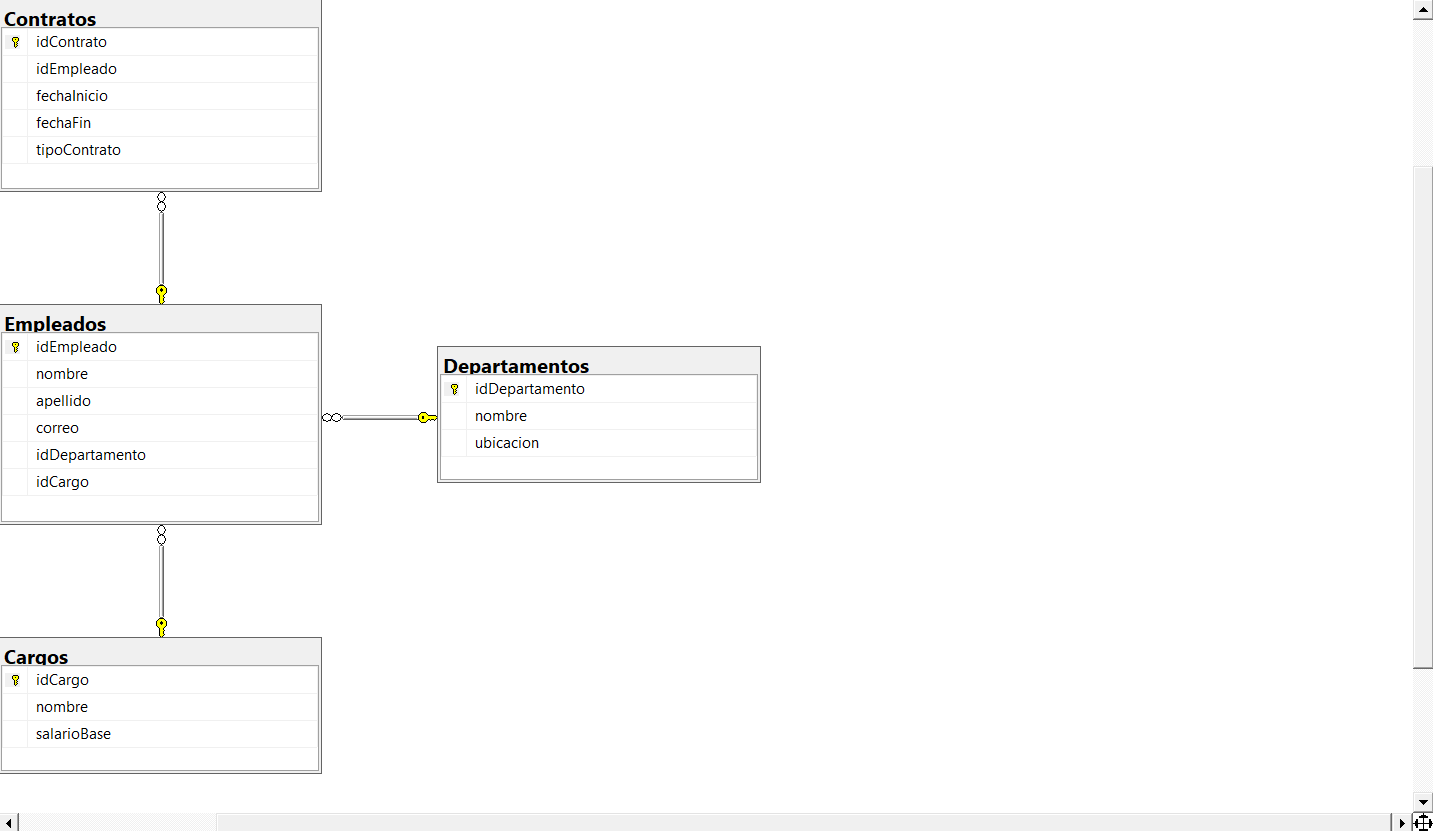 Contratos
idContrato
idEmpleado
fechaInicio
fechaFin
tipoContrato
Empleados
idEmpleado
nombre
apellido
correo
idDepartamento
idCargo
Departamentos
idDepartamento
nombre
ubicacion
Cargos
idCargo
nombre
salarioBase